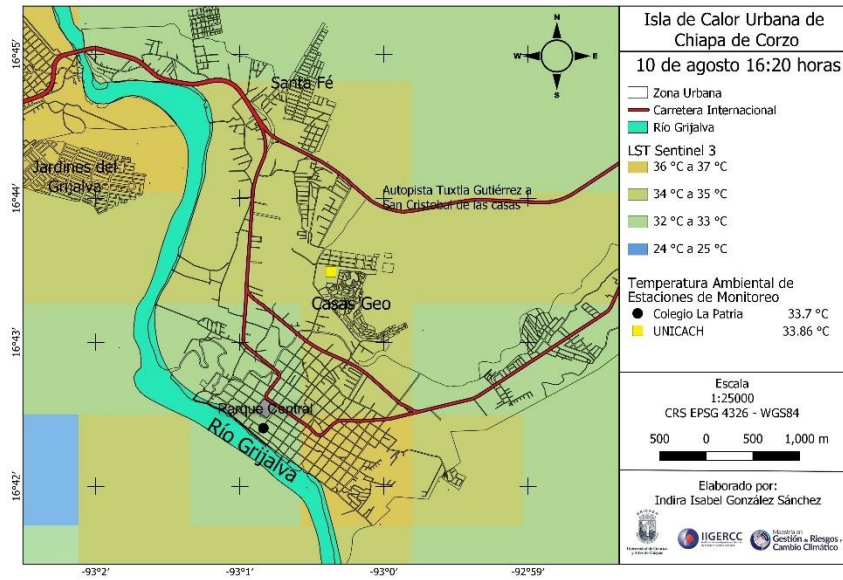 Isla de Calor Urbana de
Chiapa de Corzo
10 de agosto 16:20 horas
Zona Urbana
Carretera Internacional
Río Grijalva
LST Sentinel 3
36 °C a 37 °C
34 °C a 35 °C
32 °C a 33 °C
24 °C a 25 °C
Temperatura Ambiental de
Estaciones de Monitoreo
Colegio La Patria 33.7 °C
UNICACH 33.86 °C
Escala
1:25000
CRS EPSG 4326 - WGS84
500 0 500 1,000 m
Elaborado por:
Indira Isabel González Sánchez
IIGERCC
Maestría en
Gestión de Riesgos y
Cambio Climático
N
W E
S
Santa Fé
Jardines del
Grijalva
Autopista Tuxtla Gutiérrez a
San Cristobal de las casas
Casas Geo
Parque Central
Río Grijalva
16°45'
16°44'
16°43'
16°42'
-93°2'
-93°1'
-93°0'
-92°59'